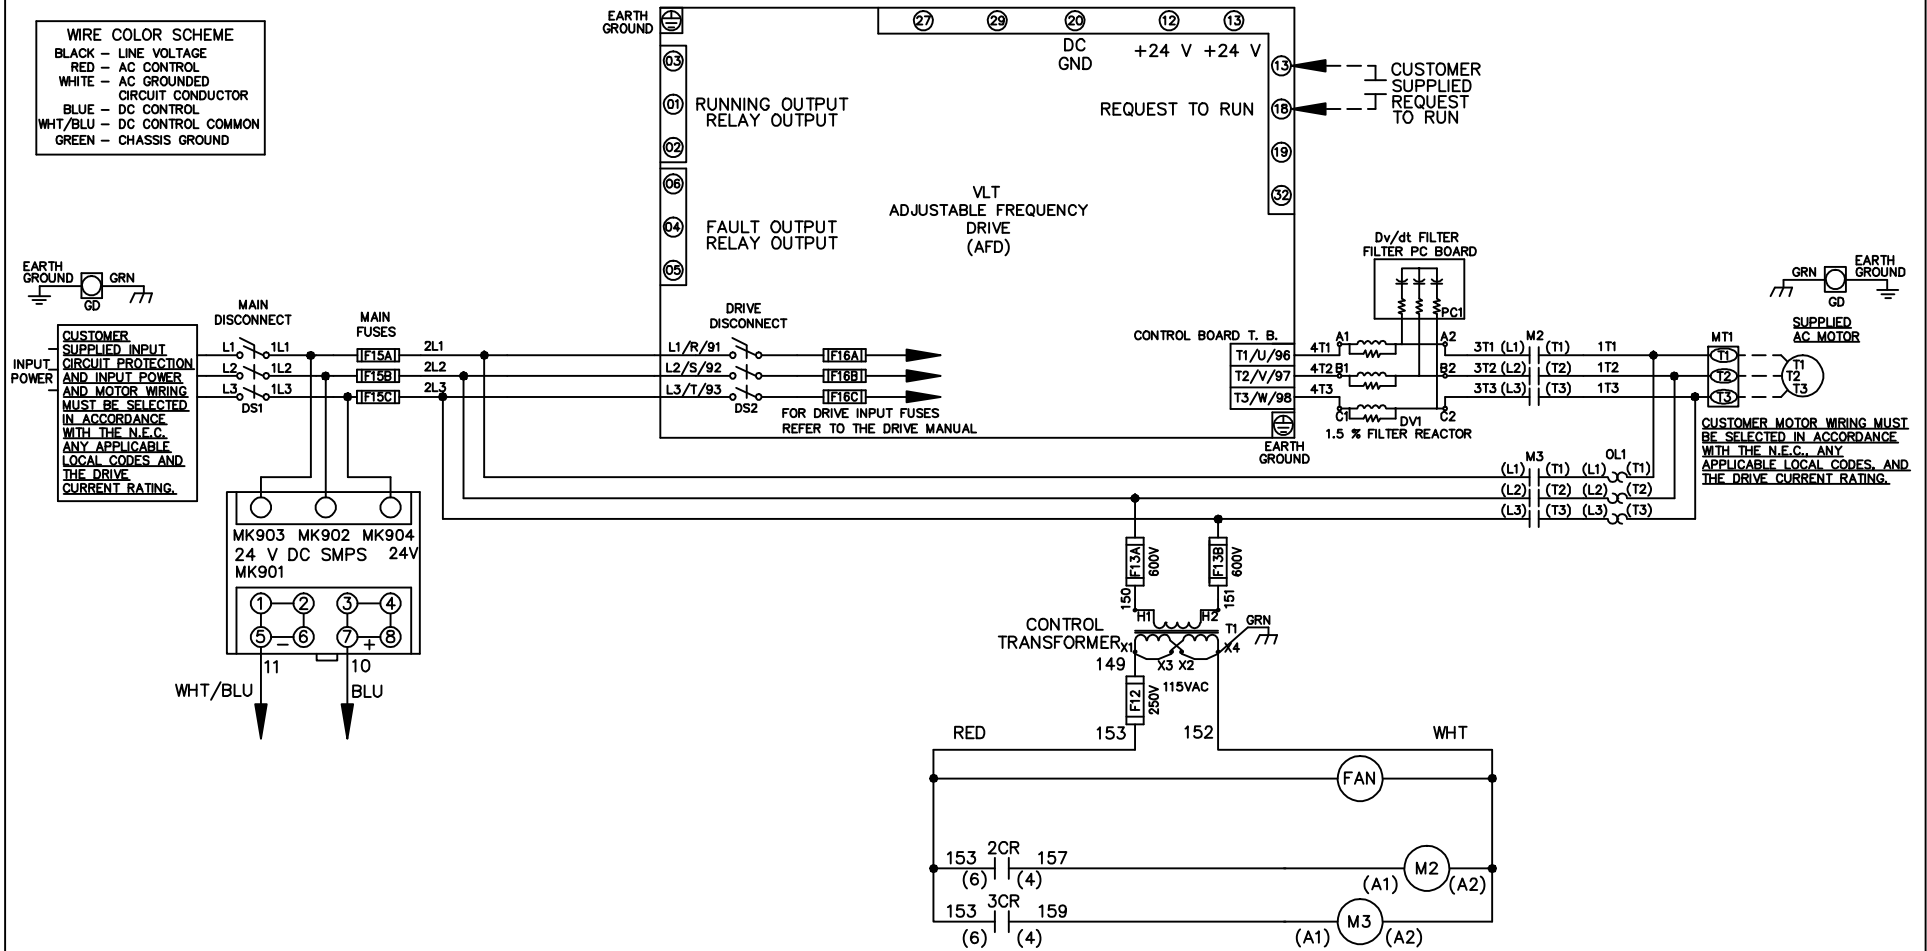 WIRE COLOR SCHEME
BLACK – LINE VOLTAGE
RED – AC CONTROL
WHITE – AC GROUNDED
CIRCUIT CONDUCTOR
BLUE – DC CONTROL
WHT/BLU – DC CONTROL COMMON
GREEN – CHASSIS GROUND
EARTH
GROUND
27
29
20
12
13
DC
GND
+24 V
+24 V
03
01
02
RUNNING OUTPUT
RELAY OUTPUT
06
04
05
FAULT OUTPUT
RELAY OUTPUT
13
REQUEST TO RUN
18
19
32
CUSTOMER
SUPPLIED
REQUEST
TO RUN
VLT
ADJUSTABLE FREQUENCY
DRIVE
(AFD)
Dv/dt FILTER
FILTER PC BOARD
PC1
EARTH
GROUND
GRN
GD
GRN
EARTH
GROUND
GD
INPUT
POWER
CUSTOMER
SUPPLIED INPUT
CIRCUIT PROTECTION
AND INPUT POWER
AND MOTOR WIRING
MUST BE SELECTED
IN ACCORDANCE
WITH THE N.E.C.
ANY APPLICABLE
LOCAL CODES AND
THE DRIVE
CURRENT RATING.
MAIN
DISCONNECT
L1
1L1
L2
1L2
L3
1L3
DS1
MAIN
FUSES
F15A
F15B
F15C
2L1
2L2
2L3
DRIVE
DISCONNECT
L1/R/91
L2/S/92
L3/T/93
DS2
F16A
F16B
F16C
FOR DRIVE INPUT FUSES
REFER TO THE DRIVE MANUAL
CONTROL BOARD T. B.
T1/U/96
T2/V/97
T3/W/98
EARTH
GROUND
4T1
A1
A2
4T2
B1
B2
4T3
C1
C2
DV1
1.5 % FILTER REACTOR
M2
3T1 (L1) (T1) 1T1
3T2 (L2) (T2) 1T2
3T3 (L3) (T3) 1T3
MT1
T1
T2
T3
T1
T2
T3
SUPPLIED
AC MOTOR
CUSTOMER MOTOR WIRING MUST
BE SELECTED IN ACCORDANCE
WITH THE N.E.C., ANY
APPLICABLE LOCAL CODES, AND
THE DRIVE CURRENT RATING.
M3
OL1
(L1) (T1) (L1) (T1)
(L2) (T2) (L2) (T2)
(L3) (T3) (L3) (T3)
MK903 MK902 MK904
24 V DC SMPS 24V
MK901
1 2 3 4
5 – 6 7 + 8
11
10
WHT/BLU
BLU
F13A
600V
F13B
600V
150
151
H1
H2
CONTROL
TRANSFORMER
T1
GRN
X1
X3 X2
X4
149
115VAC
F12
250V
153
152
RED
WHT
FAN
153
2CR
157
(6)
(4)
M2
(A1)
(A2)
153
3CR
159
(6)
(4)
M3
(A1)
(A2)